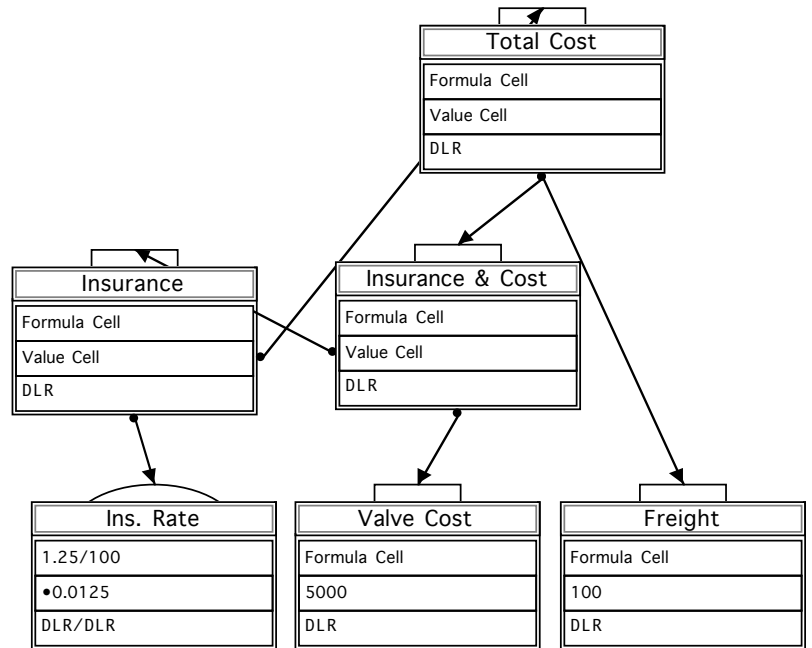 Total Cost
Formula Cell
Value Cell
DLR
Insurance
Formula Cell
Value Cell
DLR
Insurance & Cost
Formula Cell
Value Cell
DLR
Ins. Rate
1.25/100
•0.0125
DLR/DLR
Valve Cost
Formula Cell
5000
DLR
Freight
Formula Cell
100
DLR